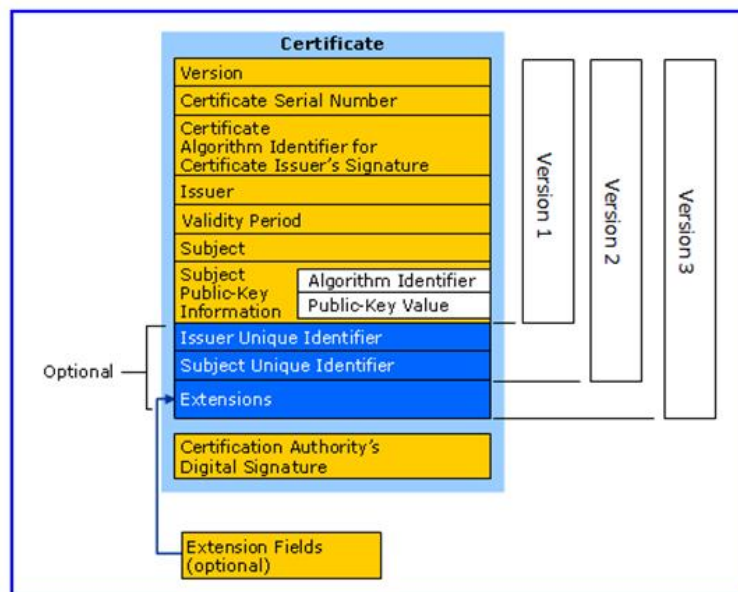 Certificate
Version
Certificate Serial Number
Certificate
Algorithm Identifier for
Certificate Issuer's Signature
Issuer
Validity Period
Subject
Subject
Public-Key
Information
Algorithm Identifier
Public-Key Value
Issuer Unique Identifier
Subject Unique Identifier
Extensions
Optional
Certification Authority's
Digital Signature
Extension Fields
(optional)
Version 1
Version 2
Version 3